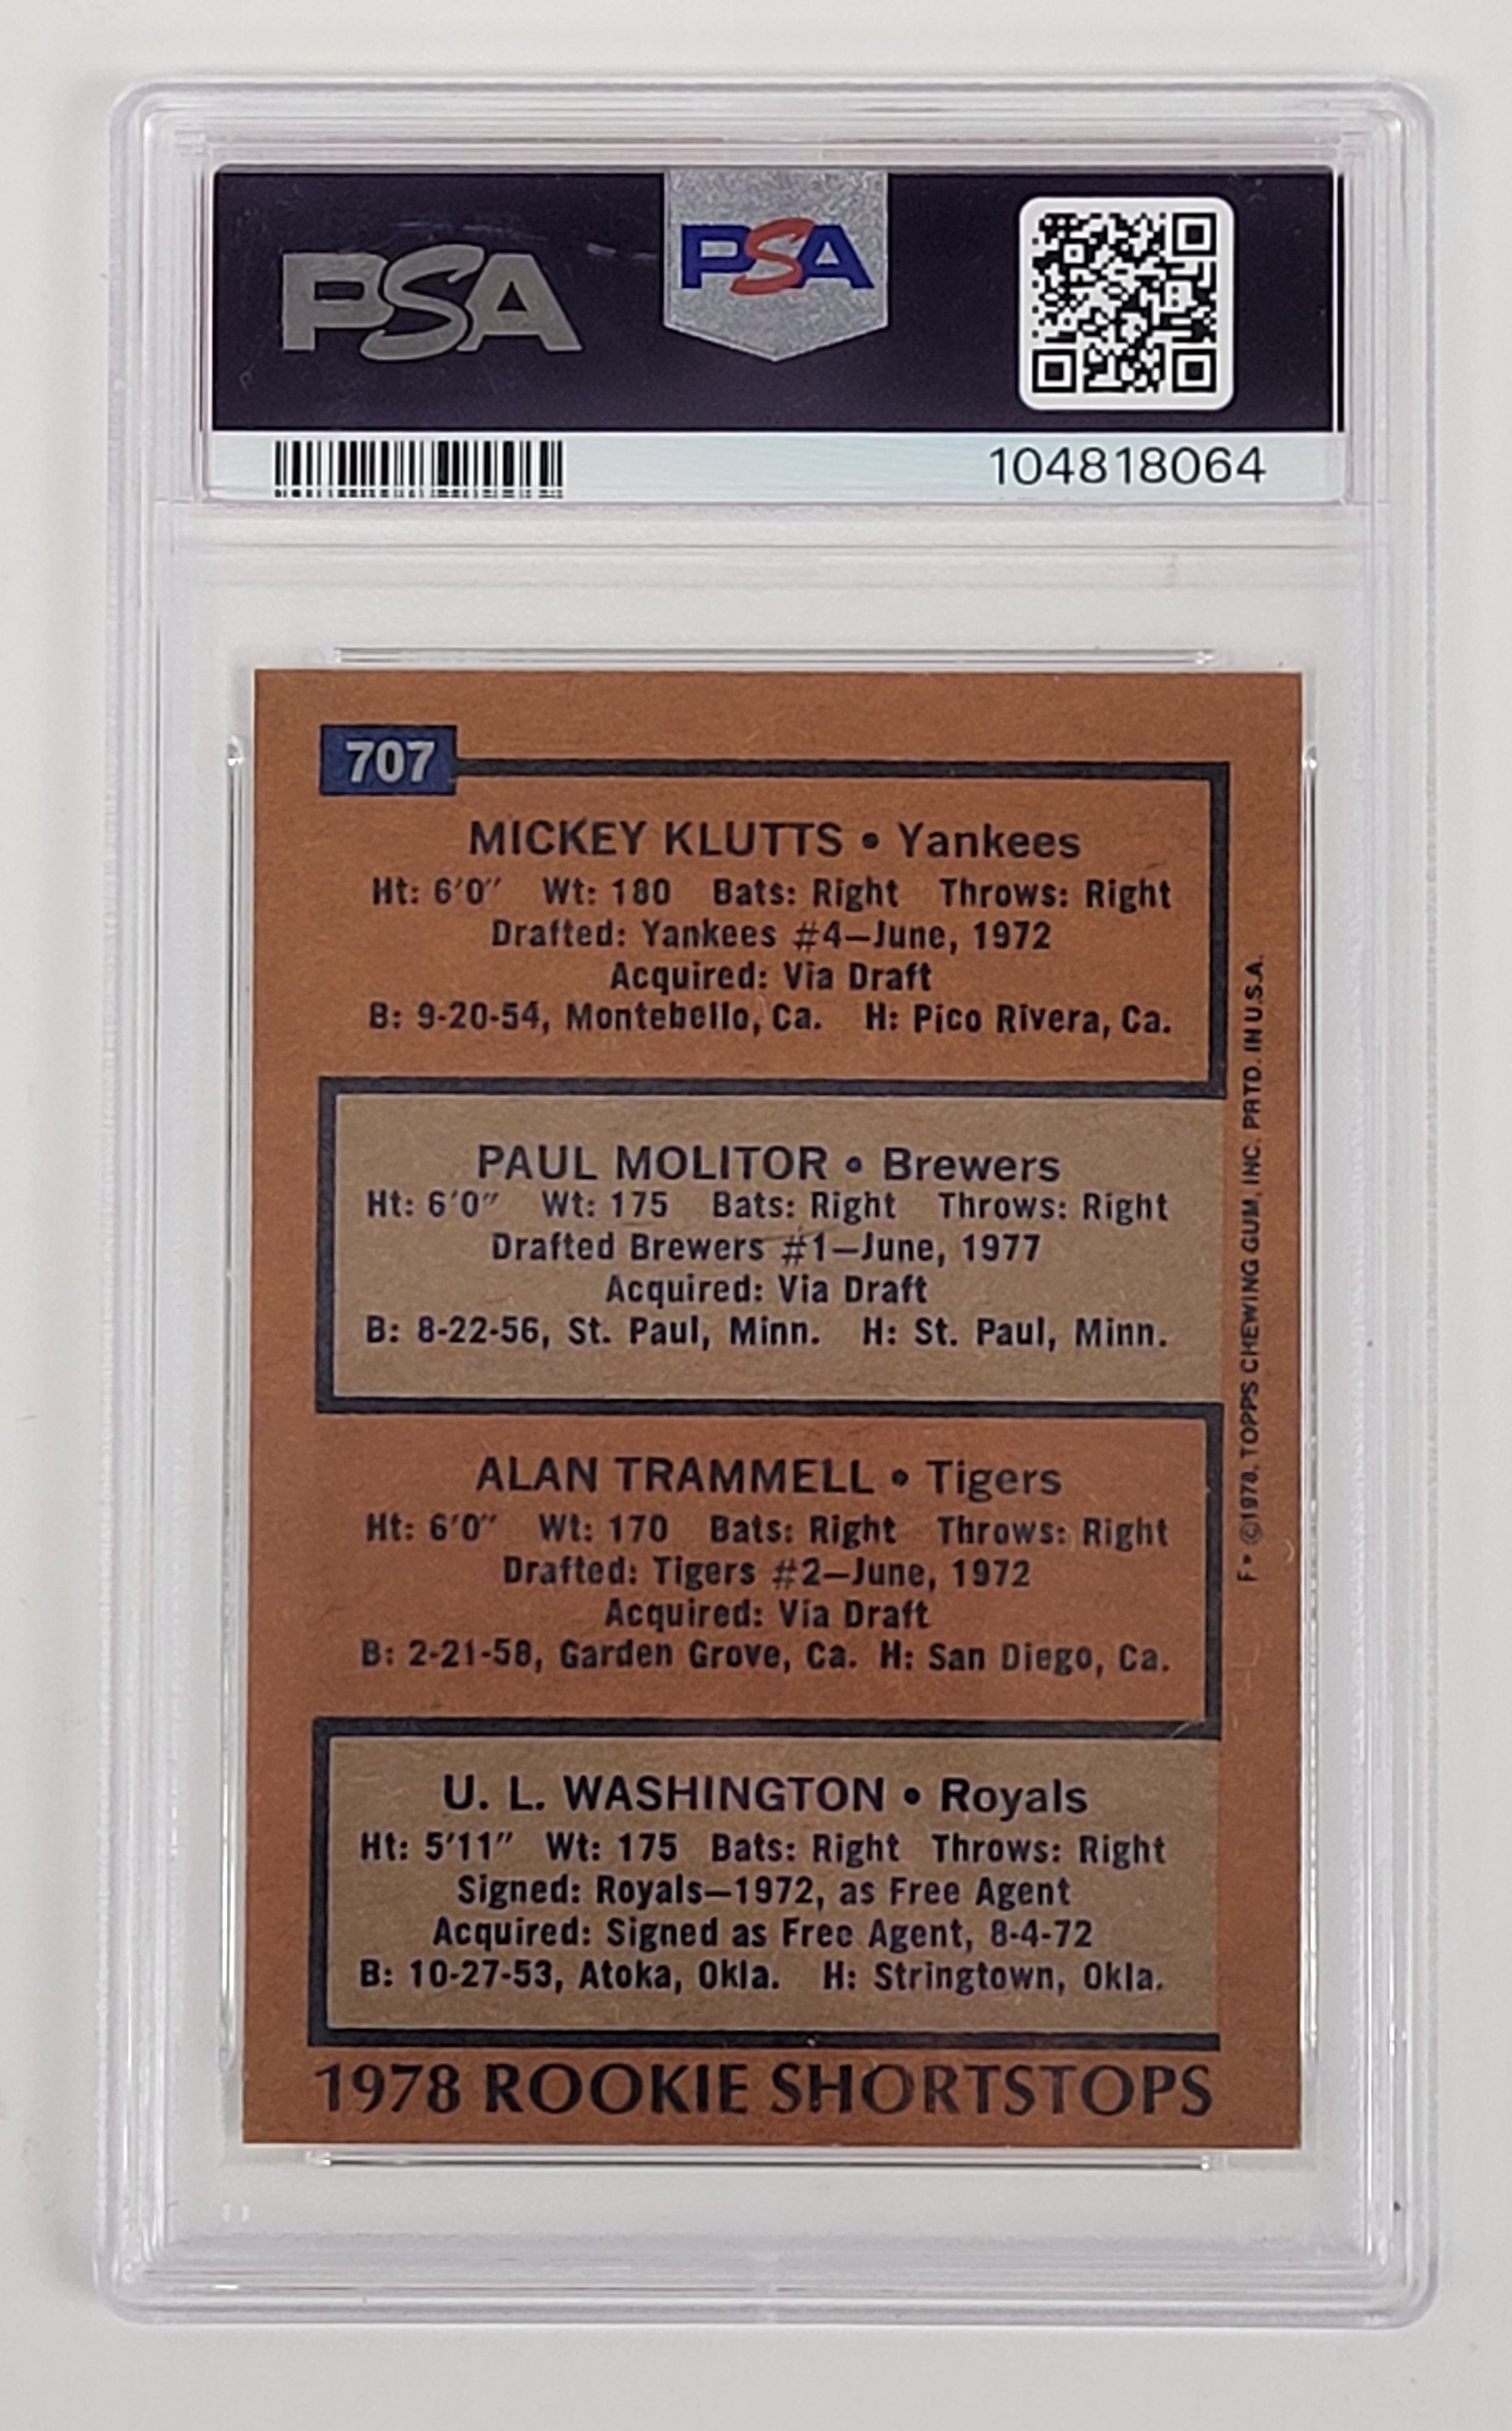 PSA
PSA
104818064
707
MICKEY KLUTTS • Yankees
Ht: 6'0" Wt: 180 Bats: Right Throws: Right
Drafted: Yankees #4—June, 1972
Acquired: Via Draft
B: 9-20-54, Montebello, Ca. H: Pico Rivera, Ca.
PAUL MOLITOR • Brewers
Ht: 6'0" Wt: 175 Bats: Right Throws: Right
Drafted Brewers #1—June, 1977
Acquired: Via Draft
B: 8-22-56, St. Paul, Minn. H: St. Paul, Minn.
ALAN TRAMMELL • Tigers
Ht: 6'0" Wt: 170 Bats: Right Throws: Right
Drafted: Tigers #2—June, 1972
Acquired: Via Draft
B: 2-21-58, Garden Grove, Ca. H: San Diego, Ca.
U. L. WASHINGTON • Royals
Ht: 5'11" Wt: 175 Bats: Right Throws: Right
Signed: Royals—1972, as Free Agent
Acquired: Signed as Free Agent, 8-4-72
B: 10-27-53, Atoka, Okla. H: Stringtown, Okla.
1978 ROOKIE SHORTSTOPS
F* ©1978, TOPPS CHEWING GUM, INC. PRTD. IN U.S.A.